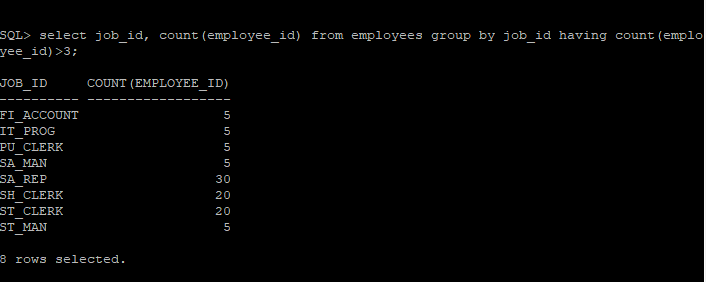 SQL> select job_id, count(employee_id) from employees group by job_id having count(emplo
yee_id)>3;
JOB_ID     COUNT(EMPLOYEE_ID)
---------- ------------------
FI_ACCOUNT                  5
IT_PROG                     5
PU_CLERK                    5
SA_MAN                      5
SA_REP                     30
SH_CLERK                   20
ST_CLERK                   20
ST_MAN                      5
8 rows selected.